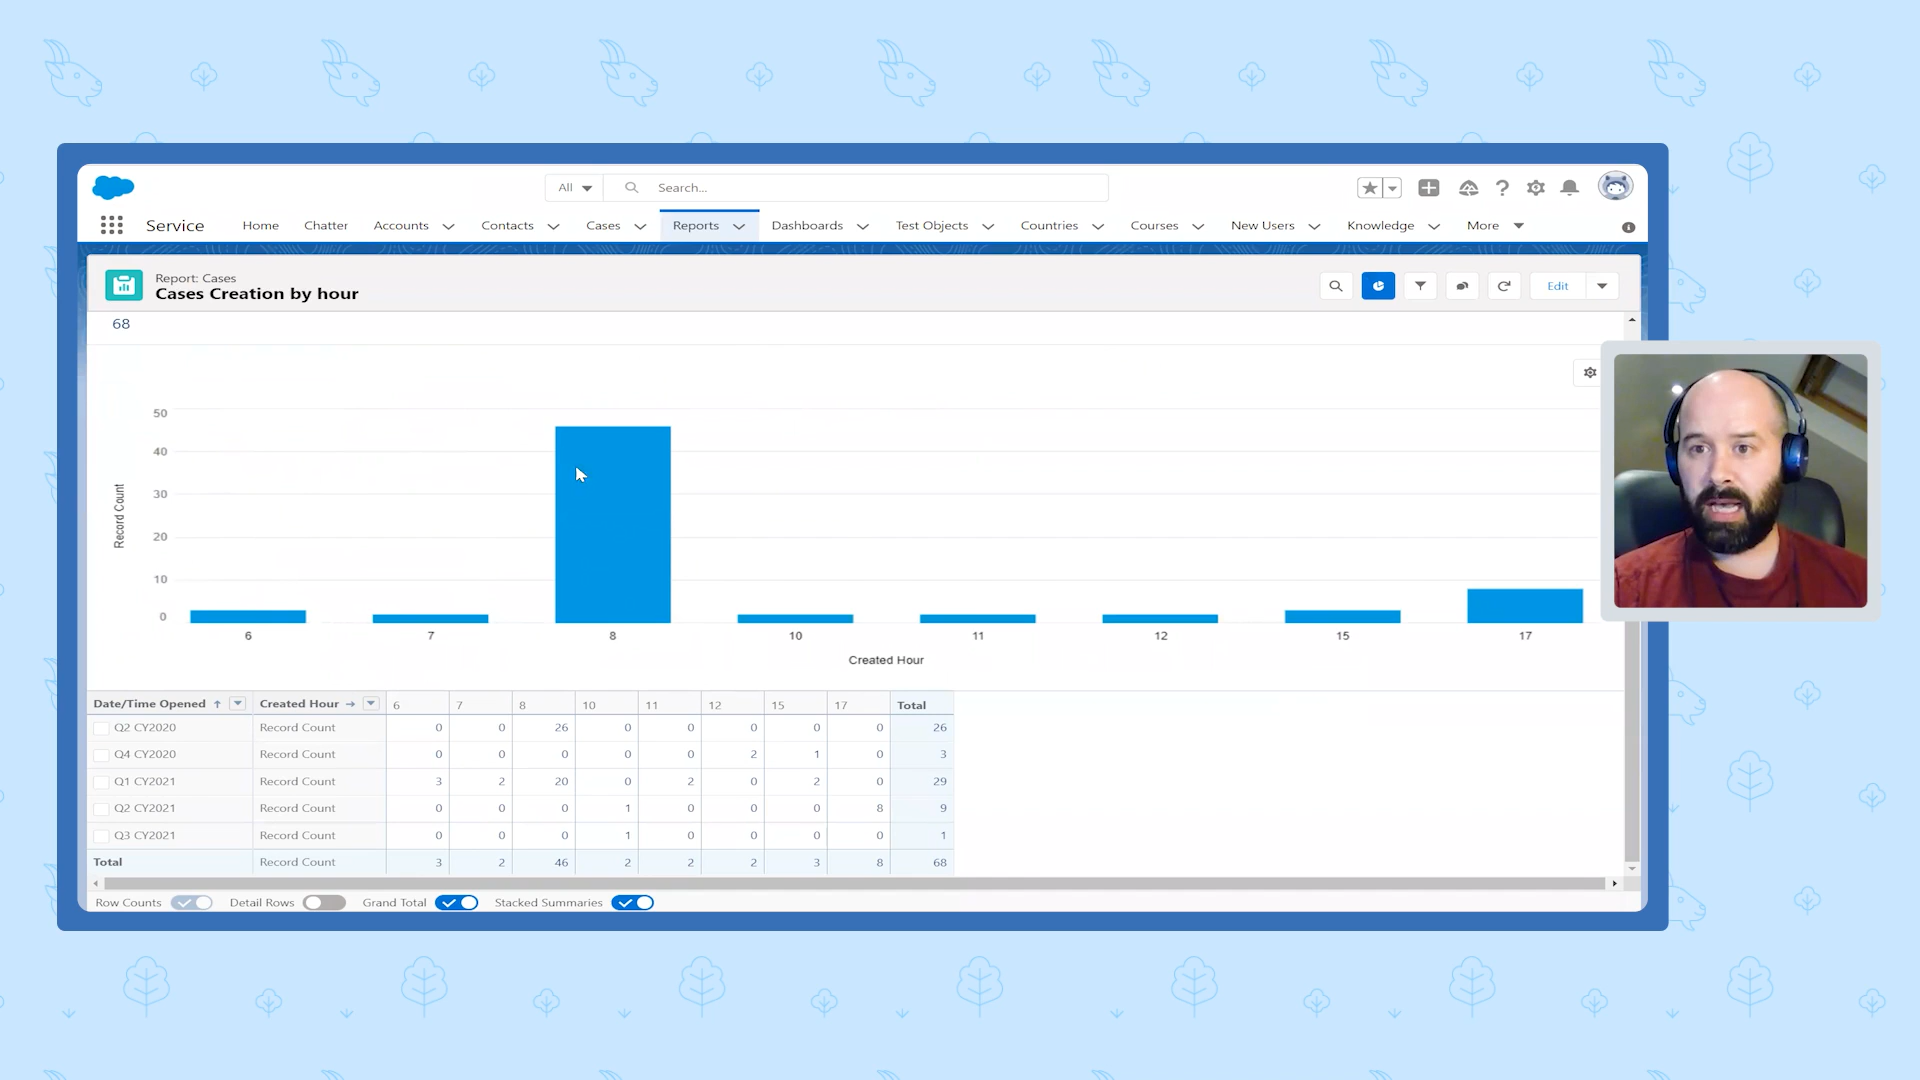 All
Search...
Service
Home
Chatter
Accounts
Contacts
Cases
Reports
Dashboards
Test Objects
Countries
Courses
New Users
Knowledge
More
Report: Cases
Cases Creation by hour
Edit
68
50
40
30
20
10
0
Record Count
6 7 8 10 11 12 15 17
Created Hour
Date/Time Opened ↑ Created Hour → 6 7 8 10 11 12 15 17 Total
Q2 CY2020 Record Count 0 0 26 0 0 0 0 0 26
Q4 CY2020 Record Count 0 0 0 0 0 2 1 0 3
Q1 CY2021 Record Count 3 2 20 0 2 0 2 0 29
Q2 CY2021 Record Count 0 0 0 1 0 0 0 8 9
Q3 CY2021 Record Count 0 0 0 1 0 0 0 0 1
Total Record Count 3 2 46 2 2 2 3 8 68
Row Counts Detail Rows Grand Total Stacked Summaries